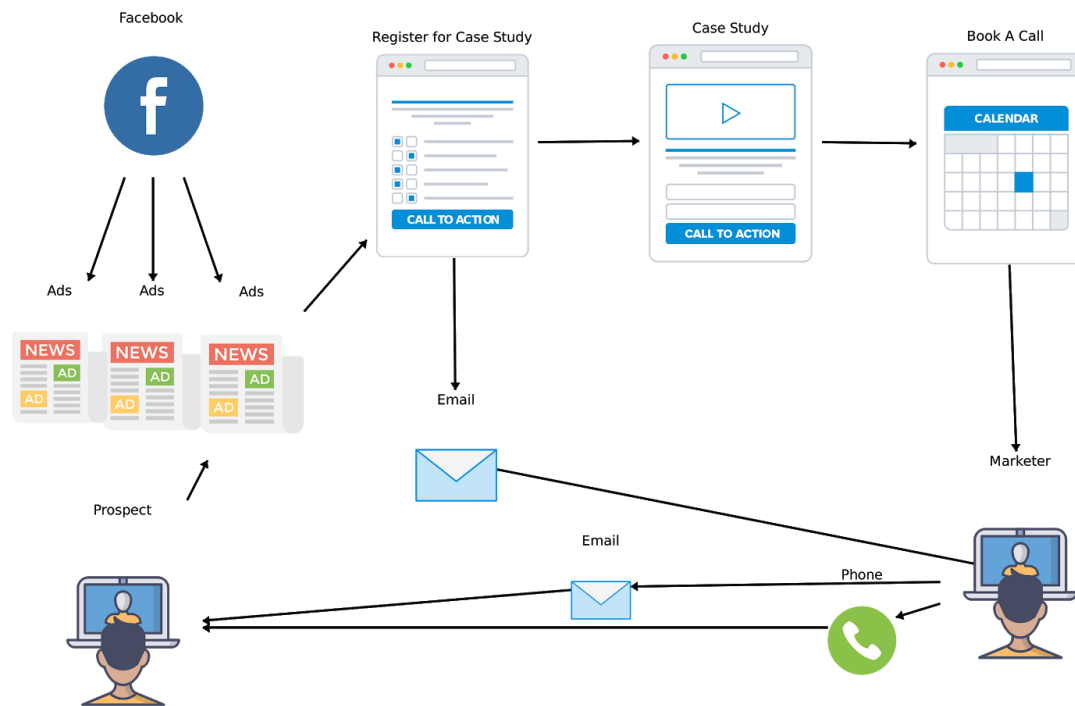 Facebook
Register for Case Study
Case Study
Book A Call
CALENDAR
CALL TO ACTION
CALL TO ACTION
Ads
Ads
Ads
NEWS
AD
AD
NEWS
AD
AD
NEWS
AD
AD
Email
Marketer
Prospect
Email
Phone